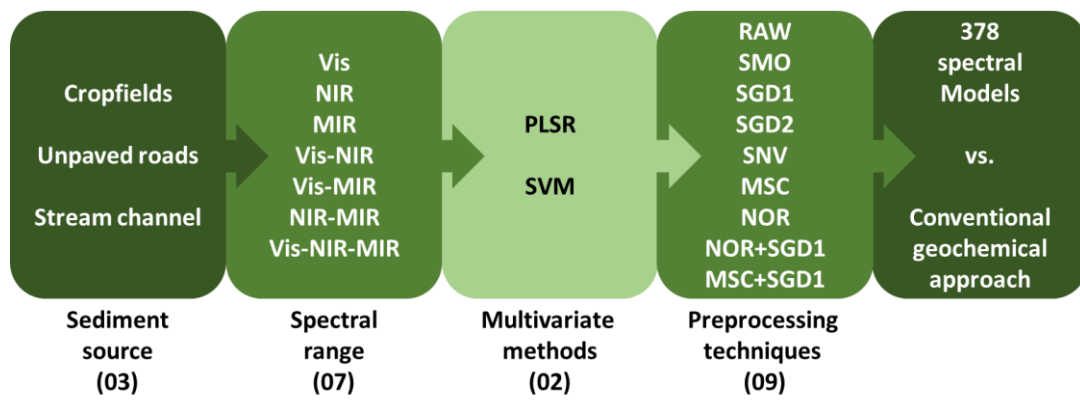 Cropfields
Unpaved roads
Stream channel
Sediment
source
(03)
Vis
NIR
MIR
Vis-NIR
Vis-MIR
NIR-MIR
Vis-NIR-MIR
Spectral
range
(07)
PLSR
SVM
Multivariate
methods
(02)
RAW
SMO
SGD1
SGD2
SNV
MSC
NOR
NOR+SGD1
MSC+SGD1
Preprocessing
techniques
(09)
378
spectral
Models
vs.
Conventional
geochemical
approach